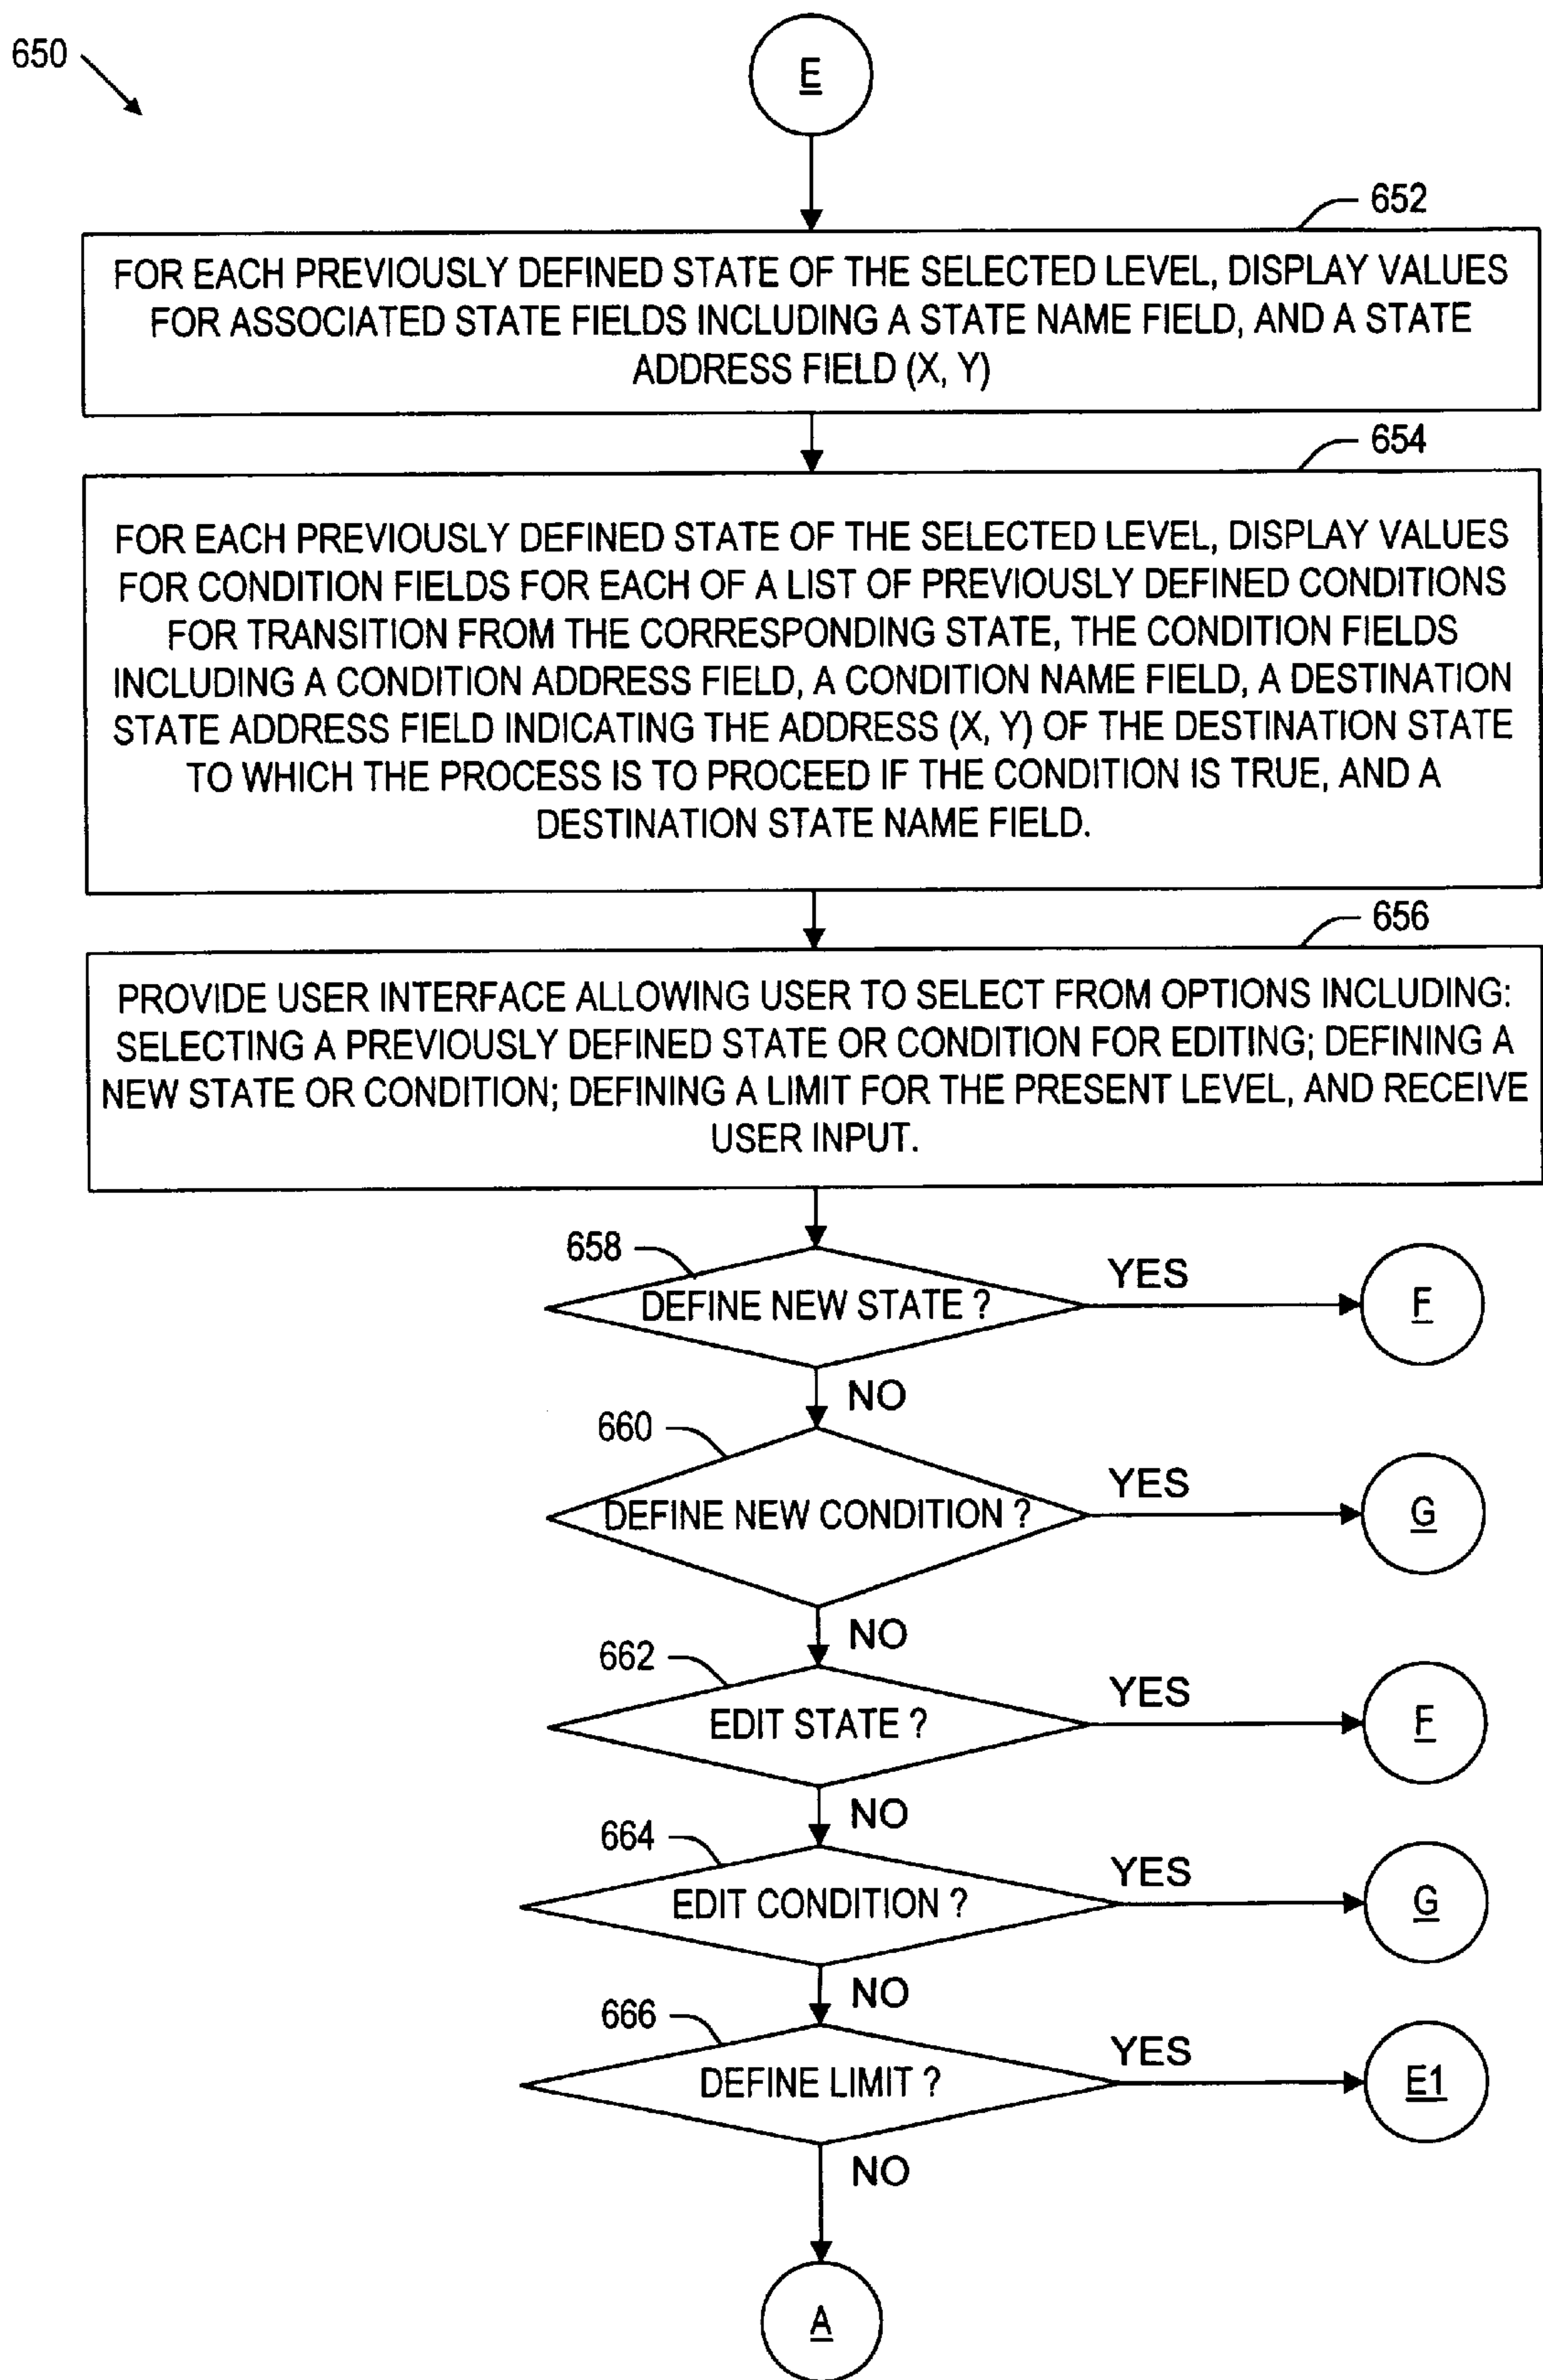 650
E
652
FOR EACH PREVIOUSLY DEFINED STATE OF THE SELECTED LEVEL, DISPLAY VALUES
FOR ASSOCIATED STATE FIELDS INCLUDING A STATE NAME FIELD, AND A STATE
ADDRESS FIELD (X, Y)
654
FOR EACH PREVIOUSLY DEFINED STATE OF THE SELECTED LEVEL, DISPLAY VALUES
FOR CONDITION FIELDS FOR EACH OF A LIST OF PREVIOUSLY DEFINED CONDITIONS
FOR TRANSITION FROM THE CORRESPONDING STATE, THE CONDITION FIELDS
INCLUDING A CONDITION ADDRESS FIELD, A CONDITION NAME FIELD, A DESTINATION
STATE ADDRESS FIELD INDICATING THE ADDRESS (X, Y) OF THE DESTINATION STATE
TO WHICH THE PROCESS IS TO PROCEED IF THE CONDITION IS TRUE, AND A
DESTINATION STATE NAME FIELD.
656
PROVIDE USER INTERFACE ALLOWING USER TO SELECT FROM OPTIONS INCLUDING:
SELECTING A PREVIOUSLY DEFINED STATE OR CONDITION FOR EDITING; DEFINING A
NEW STATE OR CONDITION; DEFINING A LIMIT FOR THE PRESENT LEVEL, AND RECEIVE
USER INPUT.
658
DEFINE NEW STATE ?
YES
F
NO
660
DEFINE NEW CONDITION ?
YES
G
NO
662
EDIT STATE ?
YES
F
NO
664
EDIT CONDITION ?
YES
G
NO
666
DEFINE LIMIT ?
YES
E1
NO
A